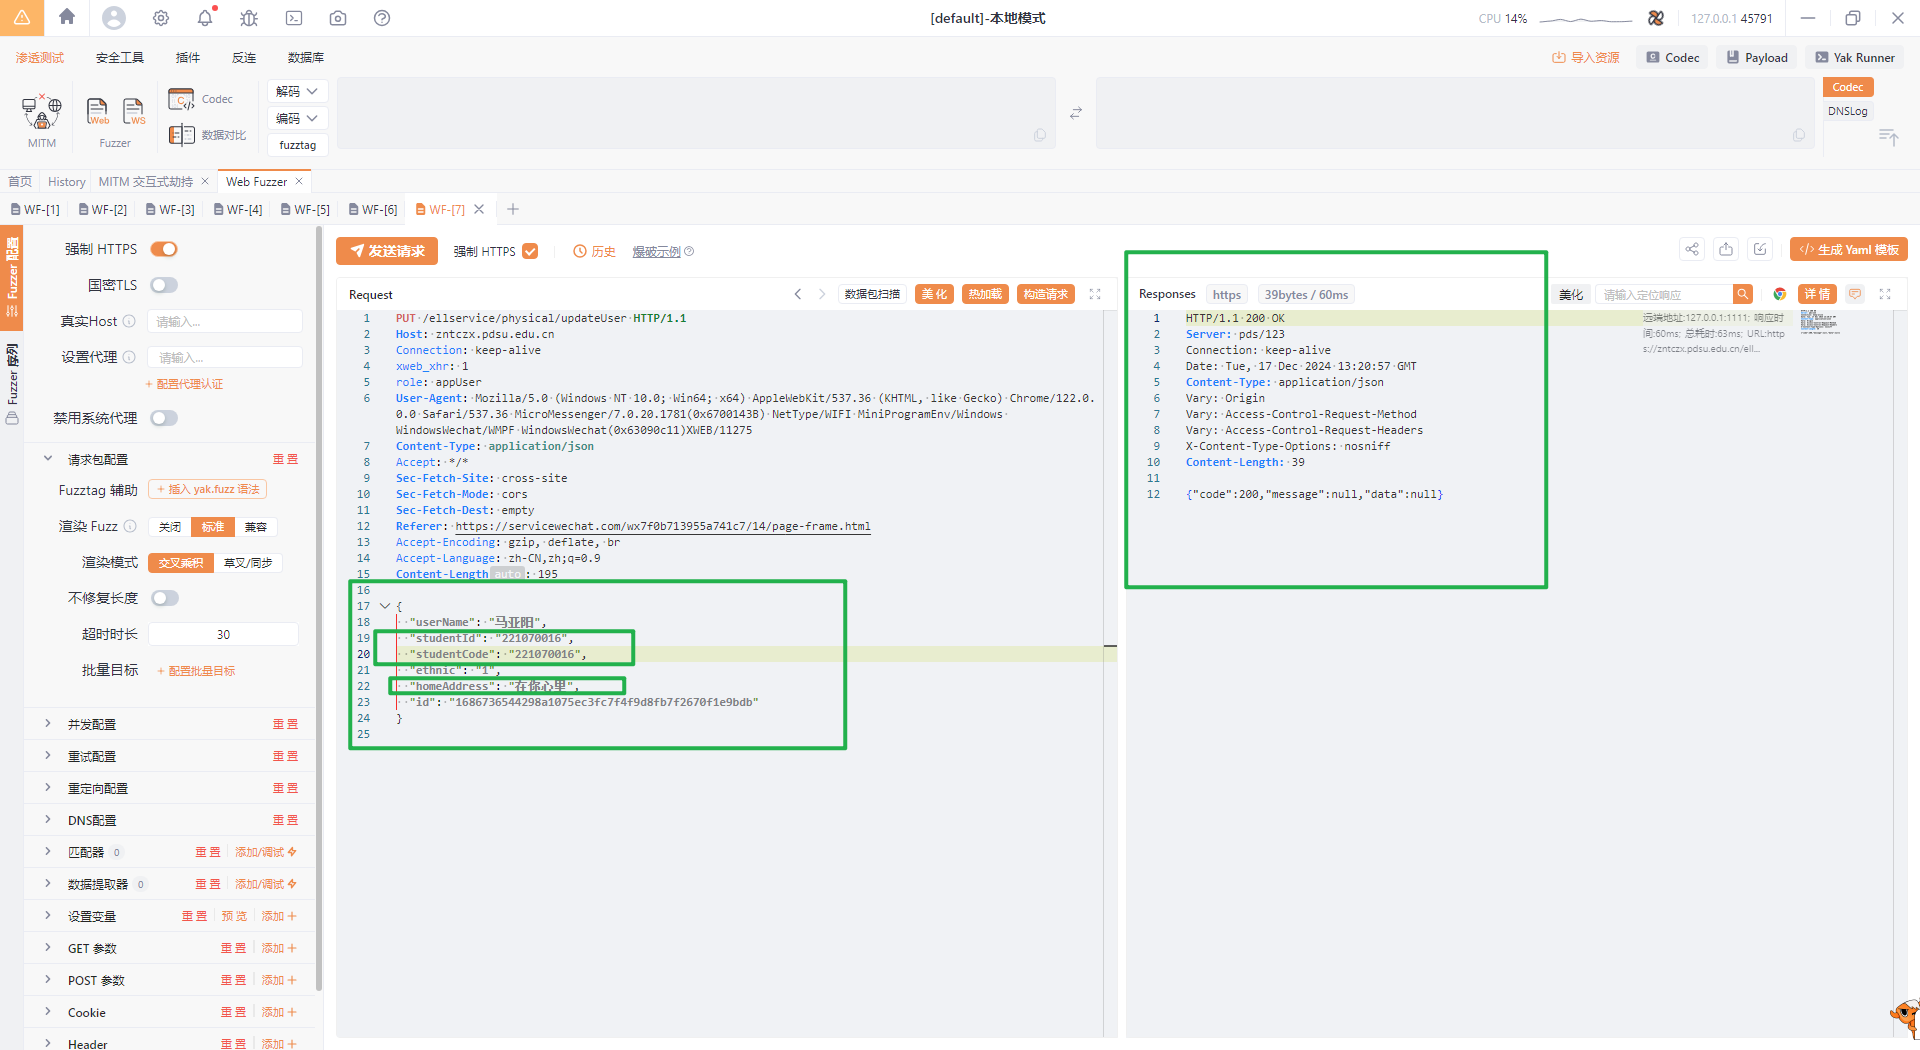 [default]-本地模式
CPU 14%
127.0.0.1 45791
渗透测试 安全工具 插件 反连 数据库
导入资源 Codec Payload Yak Runner
MITM
Web WS
Fuzzer
Codec
数据对比
解码
编码
fuzztag
Codec
DNSLog
首页 History MITM 交互式劫持 Web Fuzzer
WF-[1] WF-[2] WF-[3] WF-[4] WF-[5] WF-[6] WF-[7]
Fuzzer 配置
Fuzzer 序列
强制 HTTPS
国密TLS
真实Host 请输入...
设置代理 请输入...
+ 配置代理认证
禁用系统代理
请求包配置 重置
Fuzztag 辅助 + 插入 yak.fuzz 语法
渲染 Fuzz 关闭 标准 兼容
渲染模式 交叉乘积 草叉/同步
不修复长度
超时时长 30
批量目标 + 配置批量目标
并发配置 重置
重试配置 重置
重定向配置 重置
DNS配置 重置
匹配器 0 重置 添加/调试
数据提取器 0 重置 添加/调试
设置变量 重置 预览 添加
GET 参数 重置 添加
POST 参数 重置 添加
Cookie 重置 添加
Header 重置 添加
发送请求 强制 HTTPS 历史 爆破示例
生成 Yaml 模板
Request 数据包扫描 美化 热加载 构造请求
1 PUT /ellservice/physical/updateUser HTTP/1.1
2 Host: zntczx.pdsu.edu.cn
3 Connection: keep-alive
4 xweb_xhr: 1
5 role: appUser
6 User-Agent: Mozilla/5.0 (Windows NT 10.0; Win64; x64) AppleWebKit/537.36 (KHTML, like Gecko) Chrome/122.0.
0.0 Safari/537.36 MicroMessenger/7.0.20.1781(0x6700143B) NetType/WIFI MiniProgramEnv/Windows
WindowsWechat/WMPF WindowsWechat(0x63090c11)XWEB/11275
7 Content-Type: application/json
8 Accept: */*
9 Sec-Fetch-Site: cross-site
10 Sec-Fetch-Mode: cors
11 Sec-Fetch-Dest: empty
12 Referer: https://servicewechat.com/wx7f0b713955a741c7/14/page-frame.html
13 Accept-Encoding: gzip, deflate, br
14 Accept-Language: zh-CN,zh;q=0.9
15 Content-Length auto : 195
16
17 {
18 "userName": "马亚阳",
19 "studentId": "221070016",
20 "studentCode": "221070016",
21 "ethnic": "1",
22 "homeAddress": "在你心里",
23 "id": "1686736544298a1075ec3fc7f4f9d8fb7f2670f1e9bdb"
24 }
25
Responses https 39bytes / 60ms 美化 请输入定位响应 详情
1 HTTP/1.1 200 OK
2 Server: pds/123
3 Connection: keep-alive
4 Date: Tue, 17 Dec 2024 13:20:57 GMT
5 Content-Type: application/json
6 Vary: Origin
7 Vary: Access-Control-Request-Method
8 Vary: Access-Control-Request-Headers
9 X-Content-Type-Options: nosniff
10 Content-Length: 39
11
12 {"code":200,"message":null,"data":null}
远端地址:127.0.0.1:1111; 响应时
间:60ms; 总耗时:63ms; URL:http
s://zntczx.pdsu.edu.cn/ell...